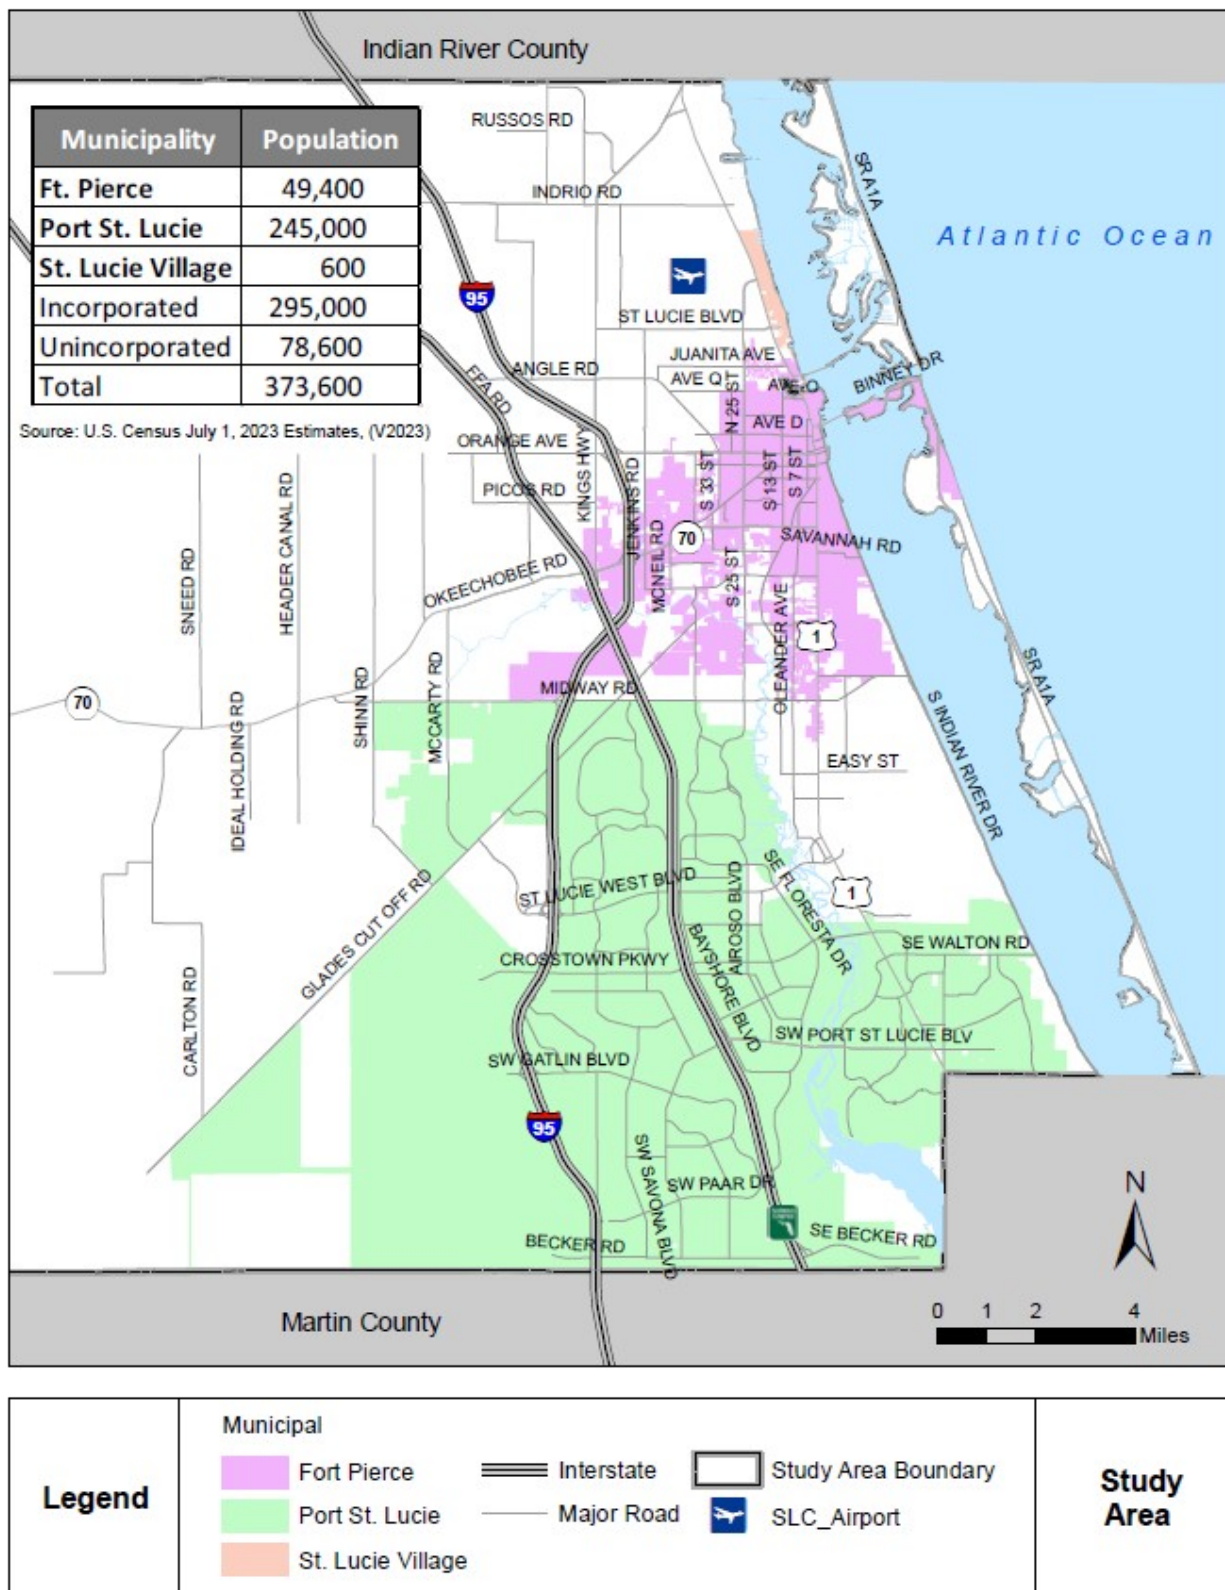 Indian River County
Municipality Population
Ft. Pierce 49,400
Port St. Lucie 245,000
St. Lucie Village 600
Incorporated 295,000
Unincorporated 78,600
Total 373,600
Source: U.S. Census July 1, 2023 Estimates, (V2023)
RUSSOS RD
INDRIO RD
SR A1A
Atlantic Ocean
95
ST LUCIE BLVD
JUANITA AVE
ANGLE RD
FFA RD
AVE Q
AVE O
BINNEY DR
N 25 ST
AVE D
ORANGE AVE
KINGS HWY
PICOS RD
JENKINS RD
S 33 ST
S 13 ST
S 7 ST
70
SAVANNAH RD
SNEED RD
HEADER CANAL RD
OKEECHOBEE RD
MCNEIL RD
S 25 ST
OLEANDER AVE
1
SR A1A
SHINN RD
MCCARTY RD
MIDWAY RD
70
S INDIAN RIVER DR
IDEAL HOLDING RD
EASY ST
GLADES CUT OFF RD
ST LUCIE WEST BLVD
AIROSO BLVD
SE FLORESTA DR
1
CARLTON RD
CROSSTOWN PKWY
BAYSHORE BLVD
SE WALTON RD
SW PORT ST LUCIE BLV
SW GATLIN BLVD
95
SW SAVONA BLVD
SW PAAR DR
BECKER RD
SE BECKER RD
N
0 1 2 4
Miles
Martin County
Legend
Municipal
Fort Pierce
Port St. Lucie
St. Lucie Village
Interstate
Major Road
Study Area Boundary
SLC_Airport
Study
Area